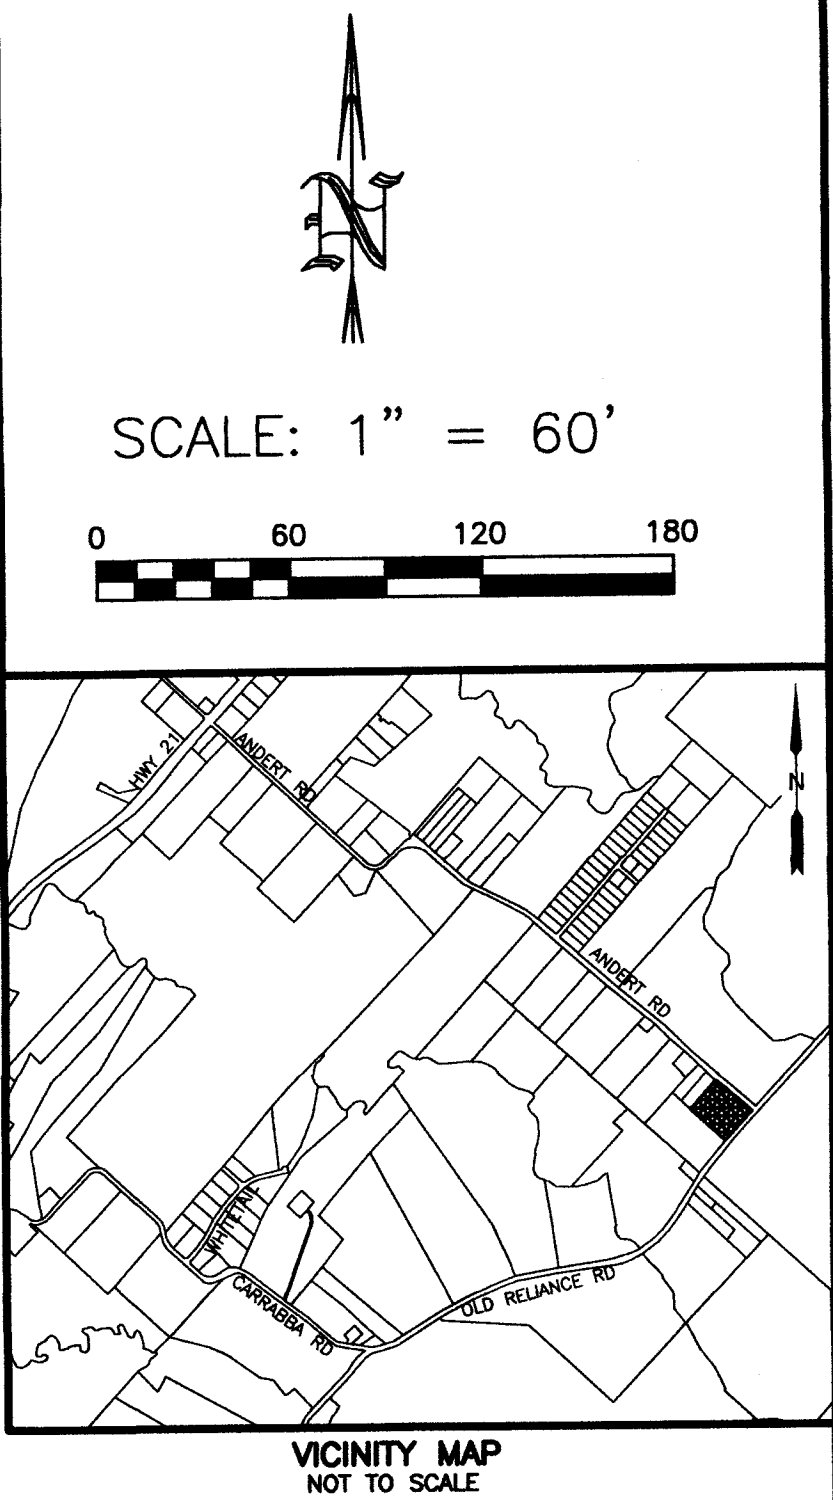 N
SCALE: 1" = 60'
0 60 120 180
HWY 21
ANDERT RD
N
ANDERT RD
WHITETAIL
CARRABBA RD
OLD RELIANCE RD
VICINITY MAP
NOT TO SCALE